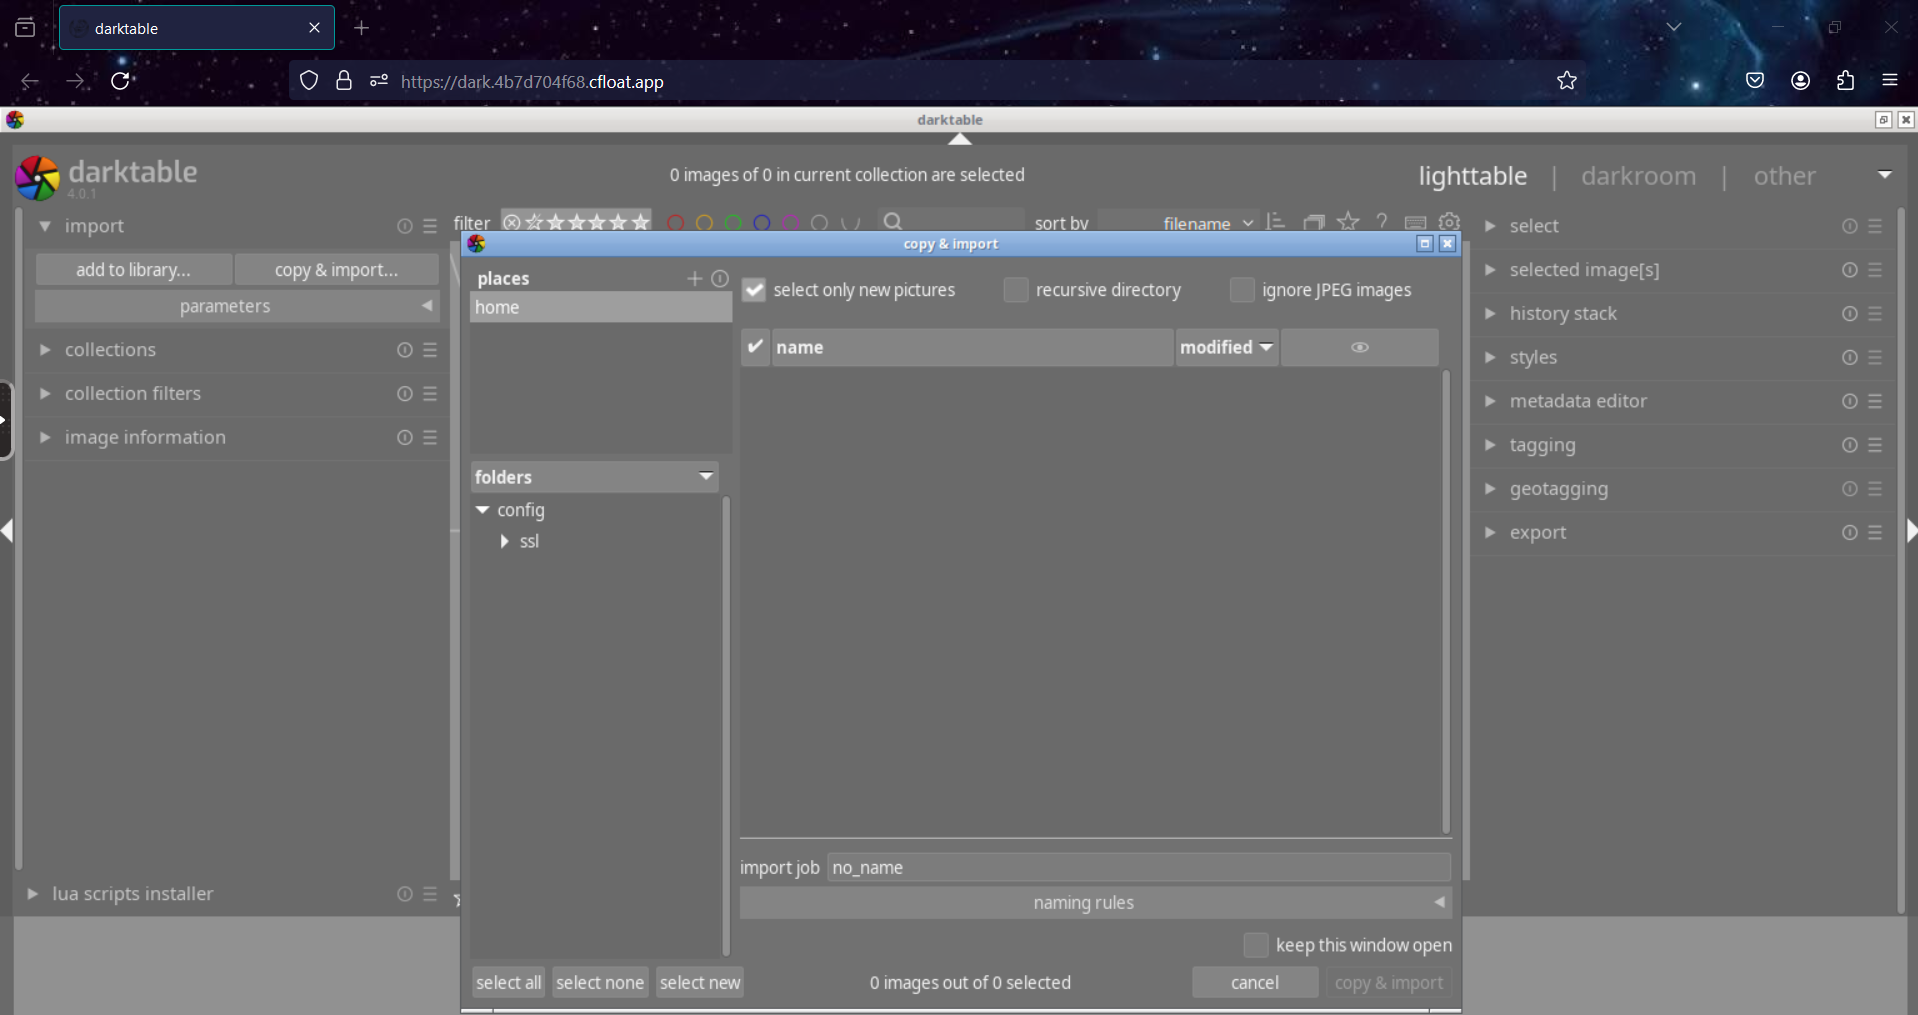 darktable
https://dark.4b7d704f68.cfloat.app
darktable
darktable
4.0.1
0 images of 0 in current collection are selected
lighttable | darkroom | other
import
filter
sort by
filename
add to library...
copy & import...
parameters
collections
collection filters
image information
lua scripts installer
copy & import
places
home
folders
config
ssl
select only new pictures
recursive directory
ignore JPEG images
name
modified
import job
no_name
naming rules
keep this window open
select all
select none
select new
0 images out of 0 selected
cancel
copy & import
select
selected image[s]
history stack
styles
metadata editor
tagging
geotagging
export